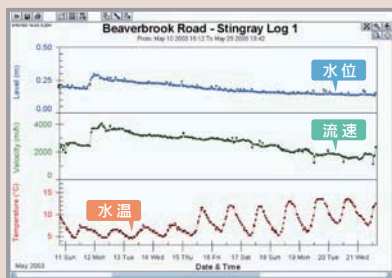 Beaverbrook Road - Stingray Log 1
From: May 10 2003 16:12 To May 25 2003 10:42
Level (m)
0.50
0.25
0.00
水位
Velocity (m/h)
4000
2000
0
流速
Temperature (°C)
15
10
5
水温
11 Sun 12 Mon 13 Tue 14 Wed 15 Thu 16 Fri 17 Sat 18 Sun 19 Mon 20 Tue 21 Wed
May 2003
Date & Time